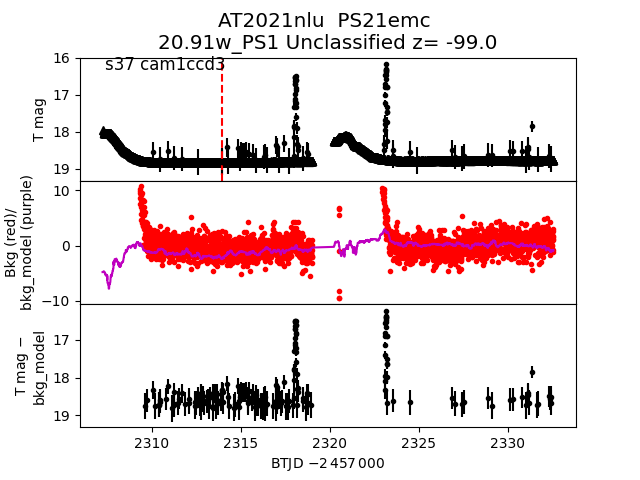 AT2021nlu  PS21emc
20.91w_PS1 Unclassified z= -99.0
s37 cam1ccd3
16
17
18
19
T mag
10
0
−10
Bkg (red)/
bkg_model (purple)
17
18
19
T mag −
bkg_model
2310
2315
2320
2325
2330
BTJD −2 457 000